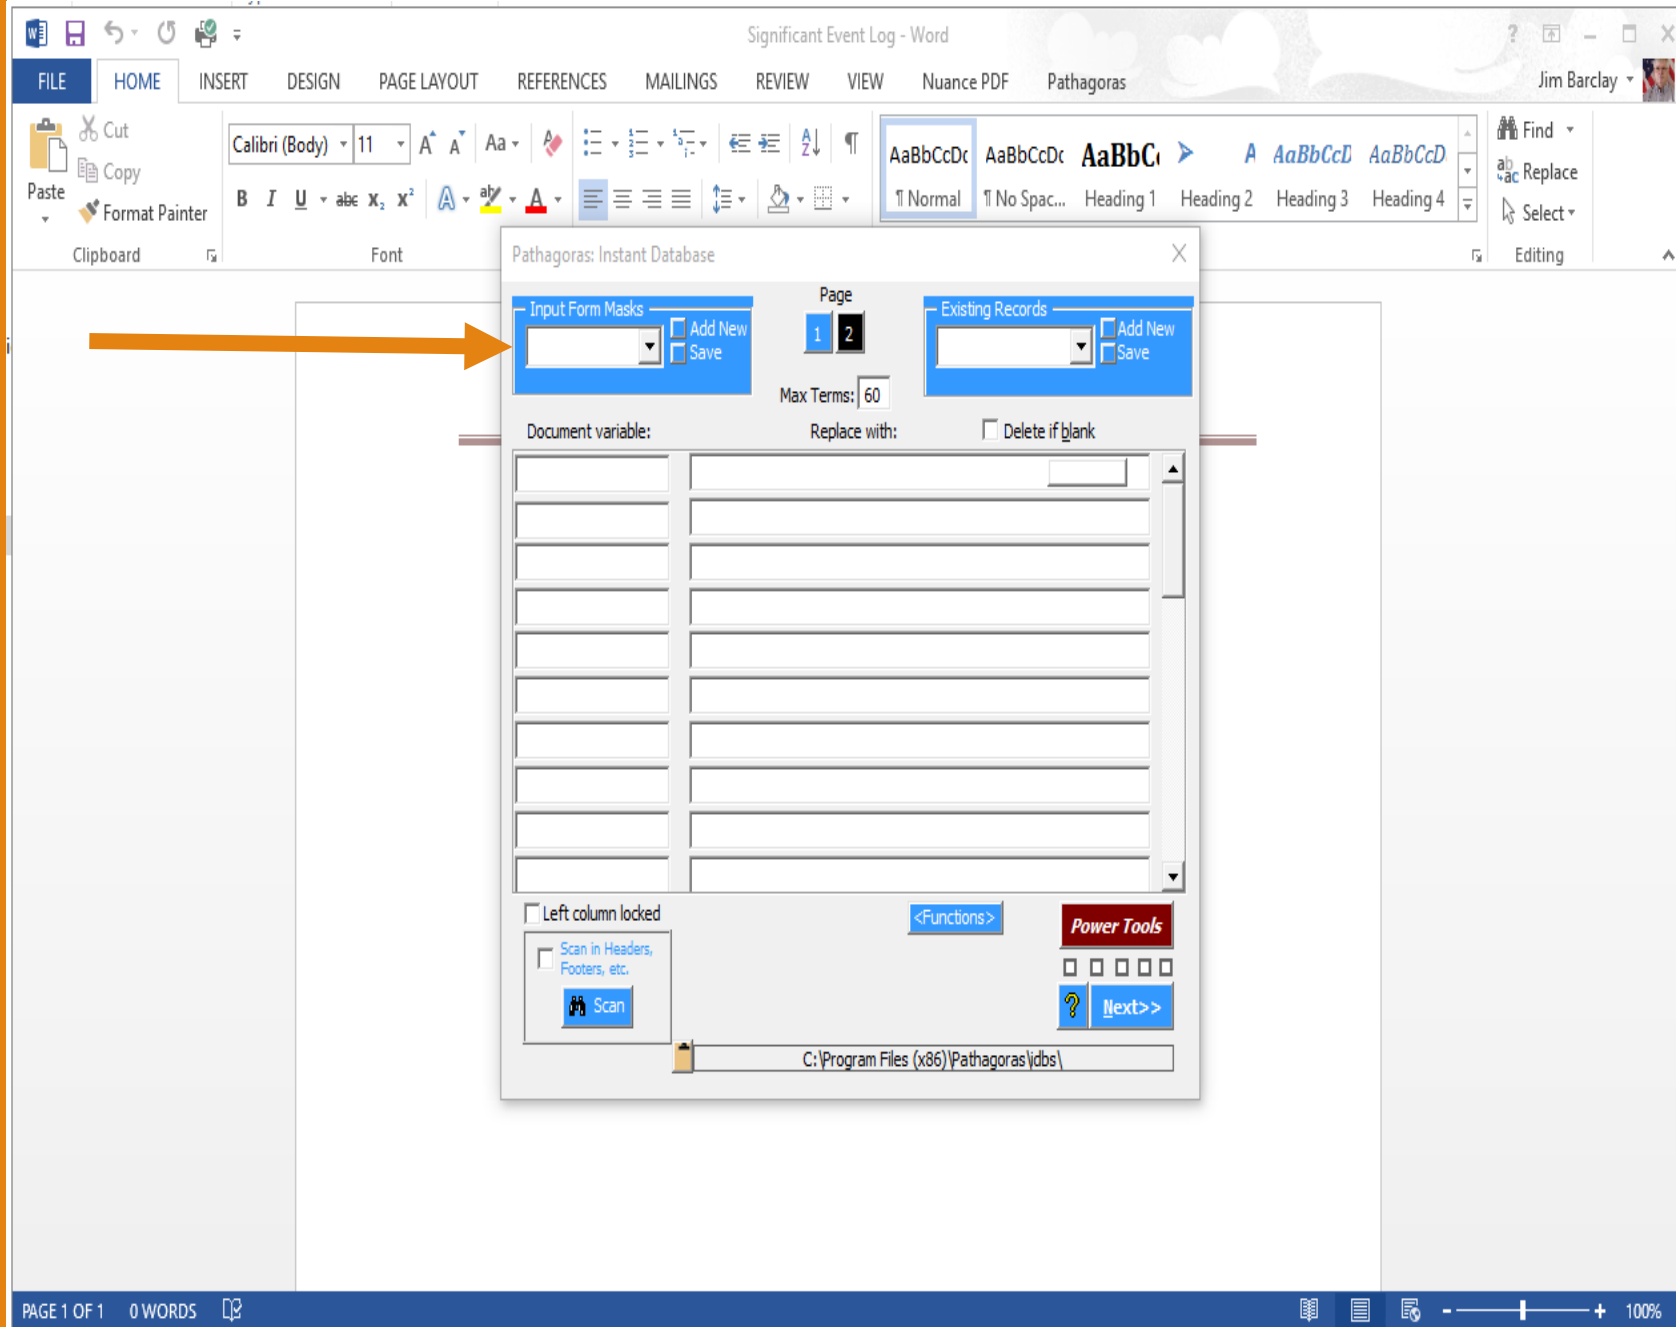 Significant Event Log - Word
FILE HOME INSERT DESIGN PAGE LAYOUT REFERENCES MAILINGS REVIEW VIEW Nuance PDF Pathagoras Jim Barclay
Paste
Cut
Copy
Format Painter
Clipboard
Calibri (Body) 11
Font
AaBbCcDc AaBbCcDc AaBbC A AaBbCcD AaBbCcD
¶ Normal ¶ No Spac... Heading 1 Heading 2 Heading 3 Heading 4
Find
Replace
Select
Editing
Pathagoras: Instant Database
Input Form Masks
Add New
Save
Page
1 2
Max Terms: 60
Existing Records
Add New
Save
Document variable: Replace with: Delete if blank
Left column locked
Scan in Headers,
Footers, etc.
Scan
<Functions>
Power Tools
? Next>>
C:\Program Files (x86)\Pathagoras\idbs\
PAGE 1 OF 1 0 WORDS 100%